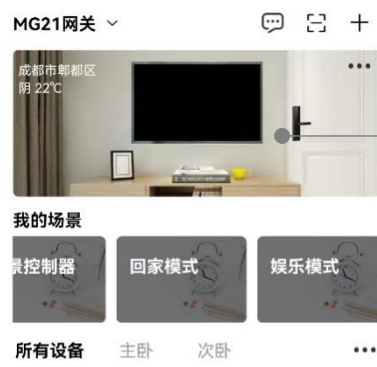 MG21网关
成都市郫都区
阴 22℃
我的场景
景控制器
回家模式
娱乐模式
所有设备
主卧
次卧